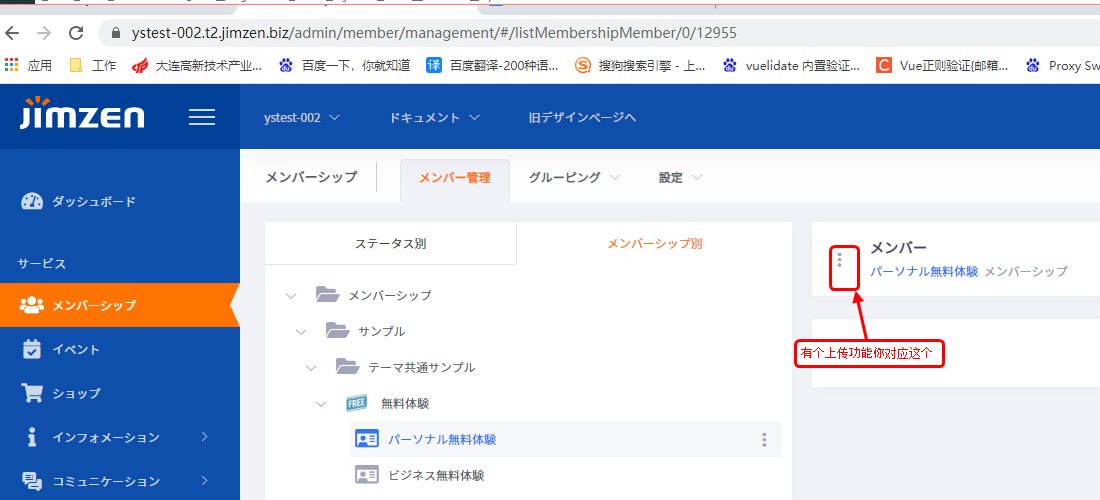 ystest-002.t2.jimzen.biz/admin/member/management/#/listMembershipMember/0/12955
应用 工作 大连高新技术产业... 百度一下，你就知道 译 百度翻译-200种语... 搜狗搜索引擎 - 上... vuelidate 内置验证... C Vue正则验证(邮箱... Proxy Sw
JiMZEN ystest-002 ドキュメント 旧デザインページへ
メンバーシップ メンバー管理 グルーピング 設定
ダッシュボード
サービス
メンバーシップ
イベント
ショップ
インフォメーション
コミュニケーション
ステータス別 メンバーシップ別
メンバーシップ
サンプル
テーマ共通サンプル
FREE 無料体験
パーソナル無料体験
ビジネス無料体験
メンバー
パーソナル無料体験 メンバーシップ
有个上传功能你对应这个